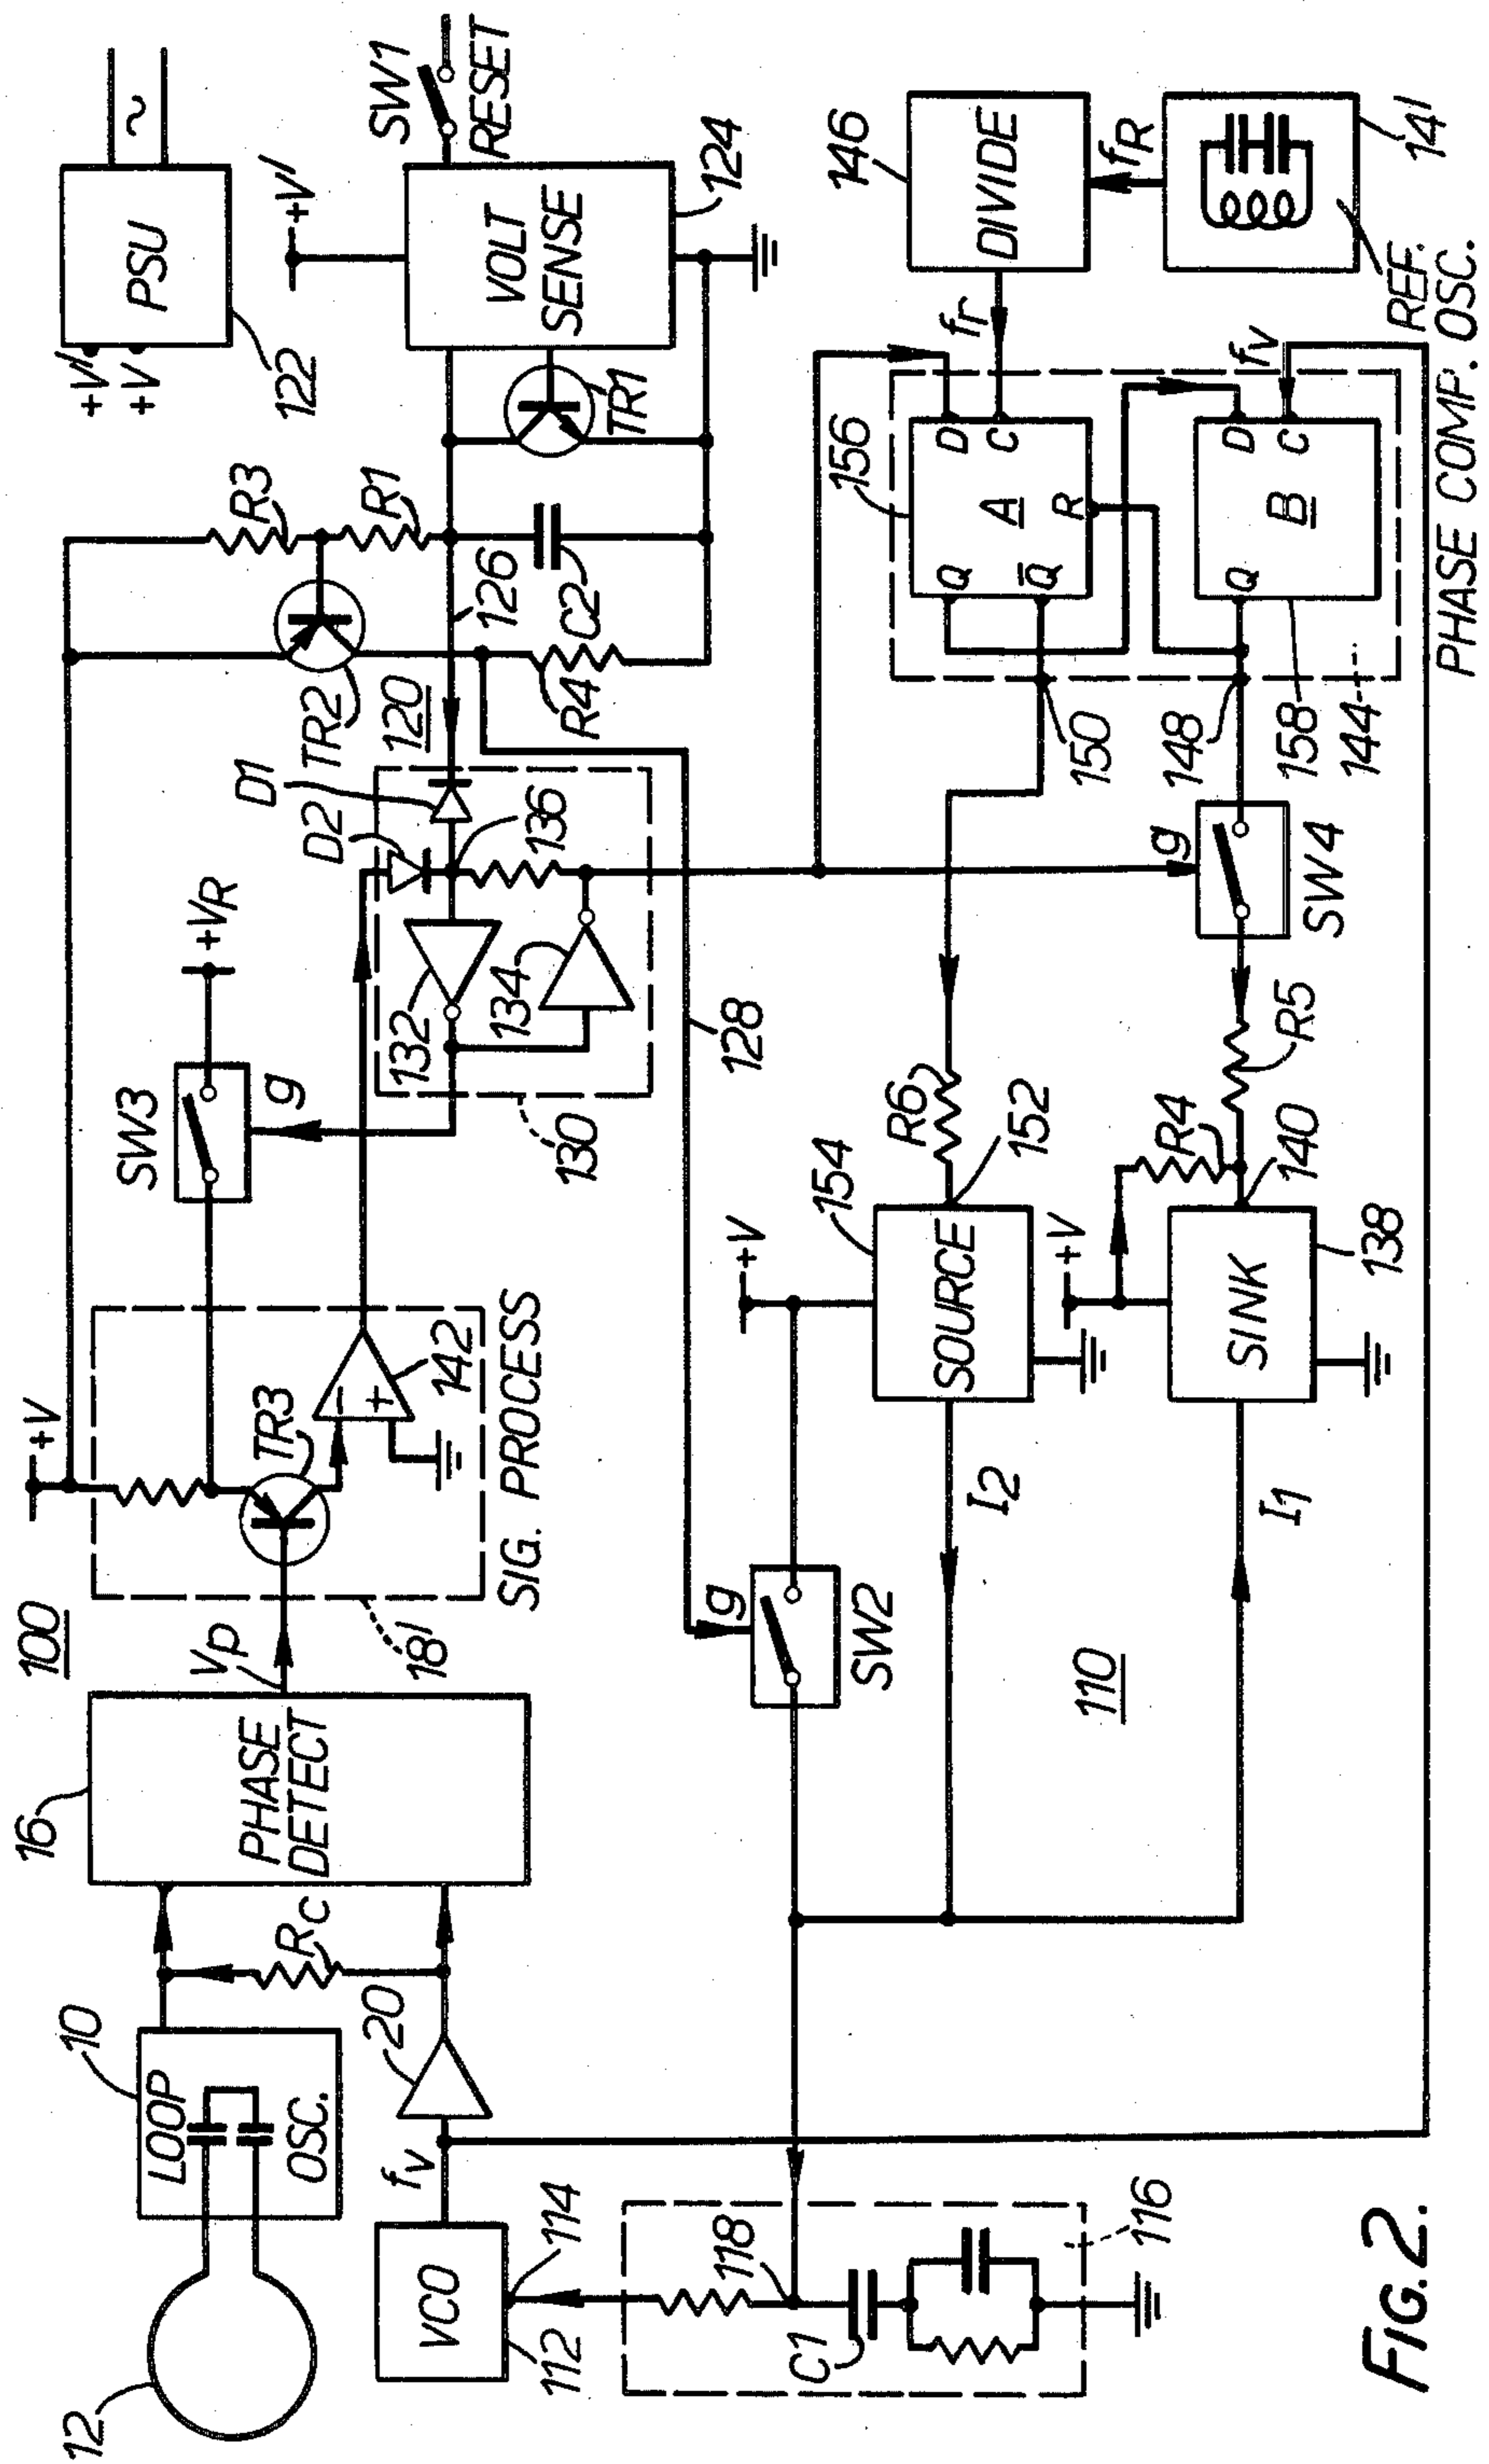 100
+V
12
10
LOOP
OSC.
Rc
16
PHASE
DETECT
Vp
18'
SIG. PROCESS
TR3
142
SW3
g
+VR
PSU
~
+V'
+V
122
R3
R1
TR2
120
126
C2
R4
D1
D2
136
132
134
130
128
+V'
VOLT
SENSE
SW1
RESET
124
TR1
VCO
112
114
fv
20
118
C1
116
110
SW2
g
+V
SOURCE
154
152
R6
I2
+V
SINK
138
140
R4
R5
I1
SW4
g
150
148
158
144
156
D
C
A
R
Q
Q̅
D
C
B
Q
fr
fv
PHASE COMP.
146
DIVIDE
fR
REF.
OSC.
141
FIG. 2.